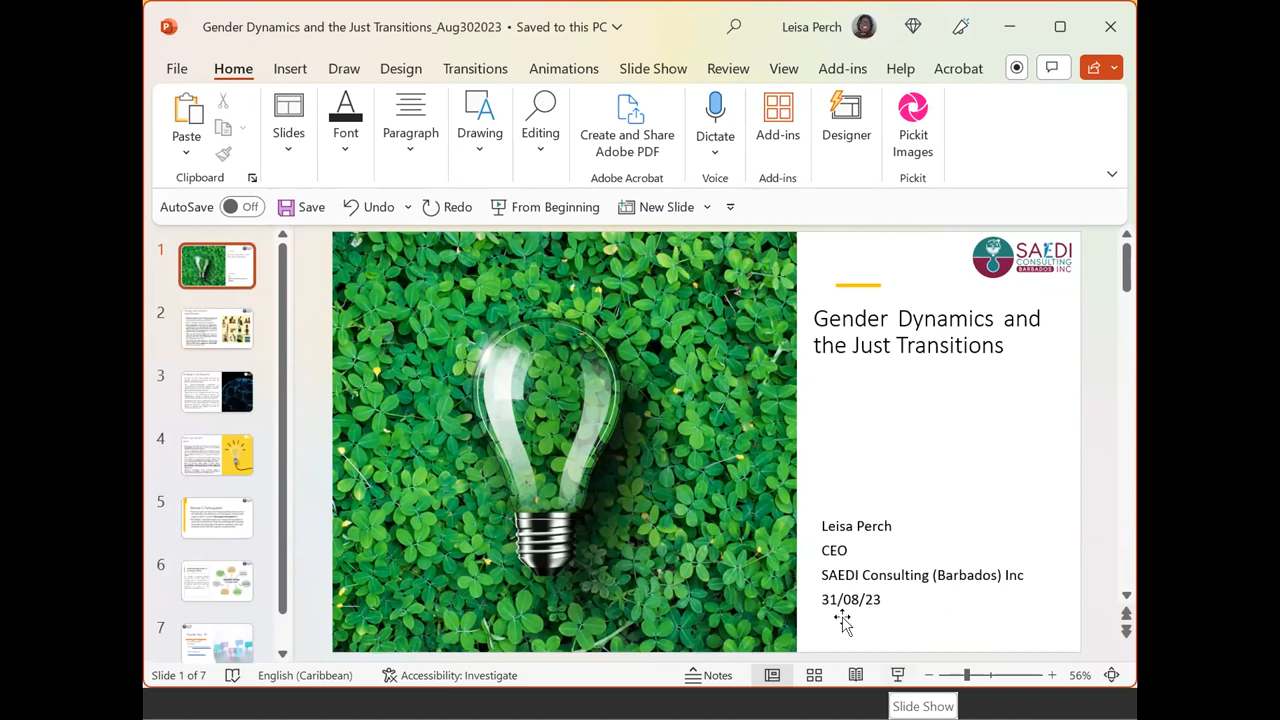 Gender Dynamics and the Just Transitions_Aug302023 • Saved to this PC
Leisa Perch
File Home Insert Draw Design Transitions Animations Slide Show Review View Add-ins Help Acrobat
Paste
Slides
Font
Paragraph
Drawing
Editing
Create and Share
Adobe PDF
Dictate
Add-ins
Designer
Pickit
Images
Clipboard
Adobe Acrobat
Voice
Add-ins
Pickit
AutoSave Off Save Undo Redo From Beginning New Slide
1
2
3
4
5
6
7
SAEDI
CONSULTING
BARBADOS INC
Gender Dynamics and
the Just Transitions
Leisa Perch
CEO
SAEDI Consulting (Barbados) Inc
31/08/23
Slide 1 of 7 English (Caribbean) Accessibility: Investigate Notes 56%
Slide Show